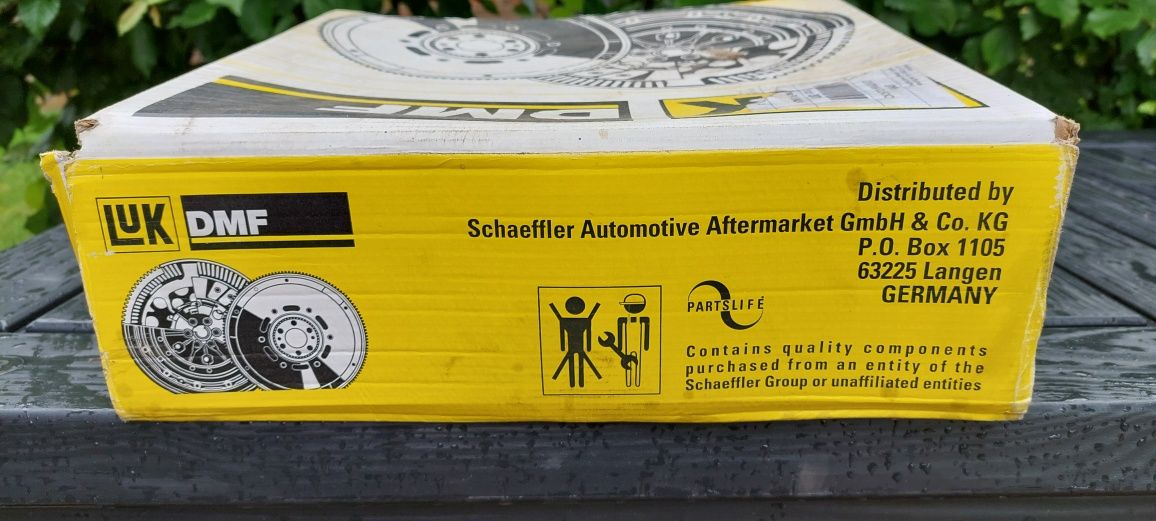 DMF
LuK
DMF
Distributed by
Schaeffler Automotive Aftermarket GmbH & Co. KG
P.O. Box 1105
63225 Langen
GERMANY
PARTSLIFE
Contains quality components
purchased from an entity of the
Schaeffler Group or unaffiliated entities